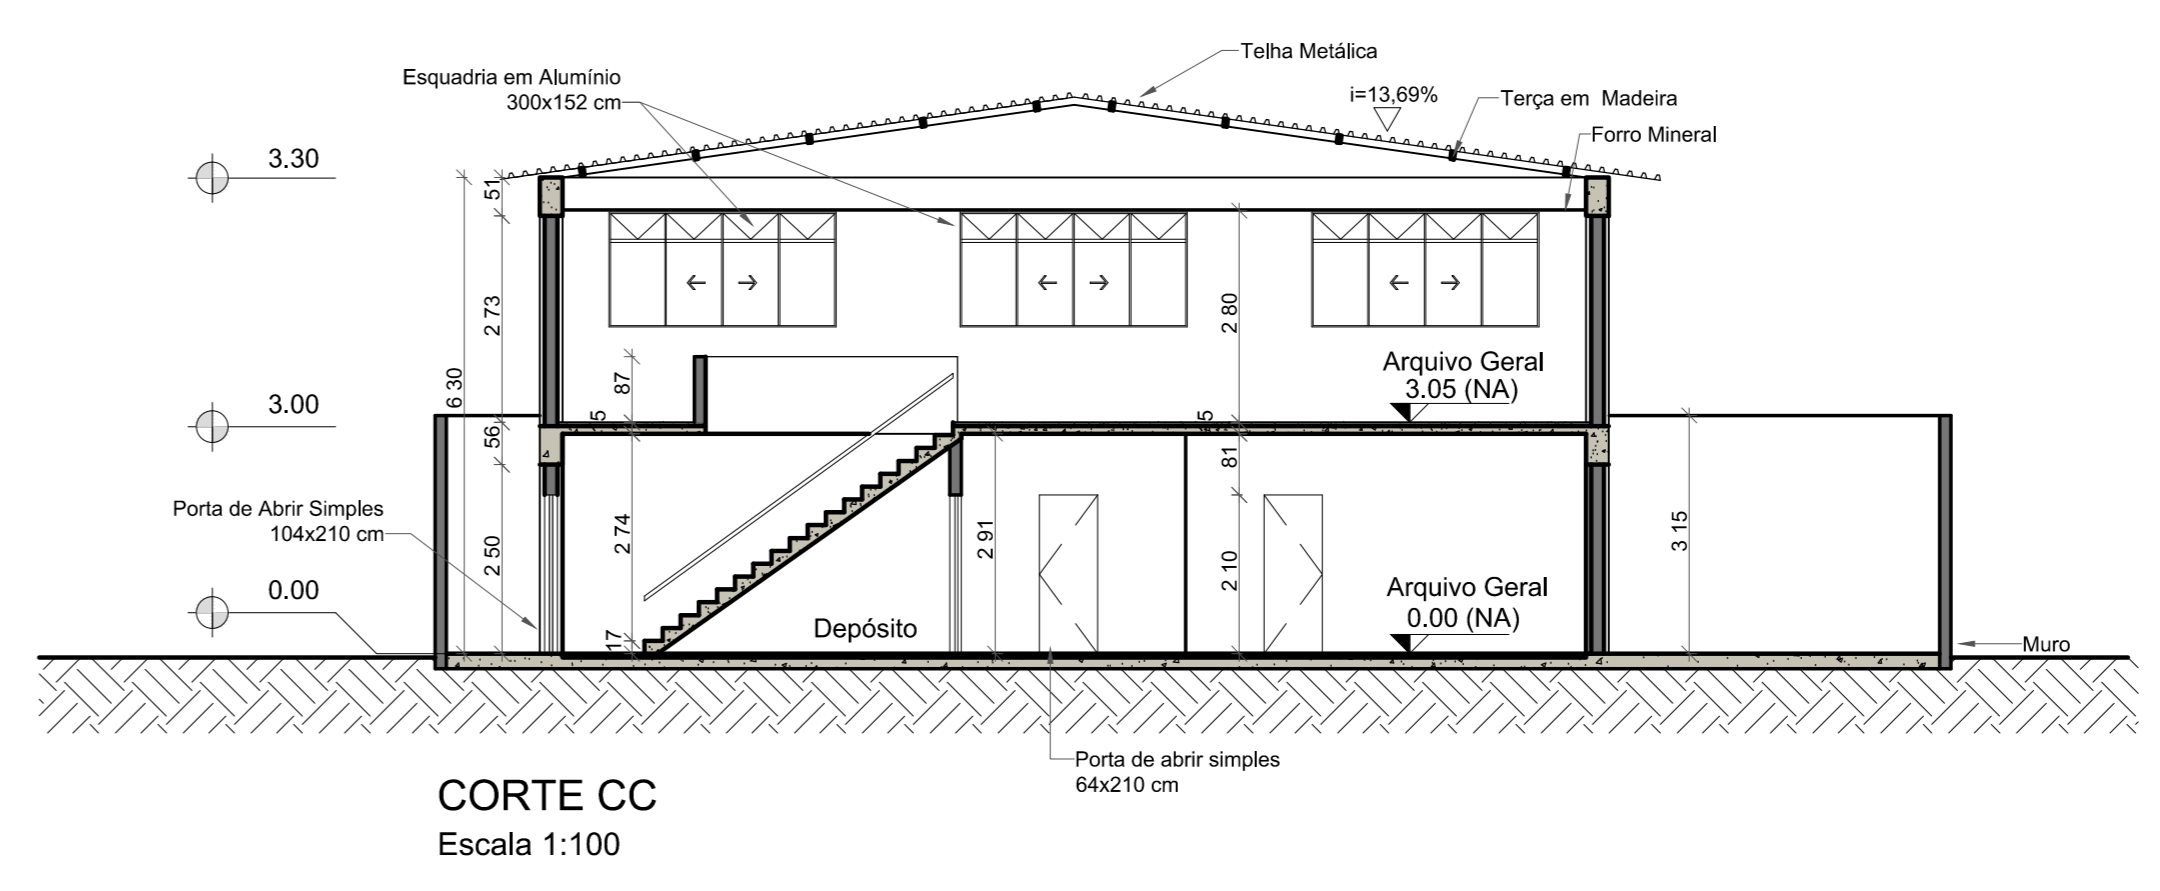 Telha Metálica
Esquadria em Alumínio
300x152 cm
i=13,69%
Terça em Madeira
Forro Mineral
3.30
51
2 73
2 80
6 30
87
Arquivo Geral
3.05 (NA)
3.00
5
5
56
81
Porta de Abrir Simples
104x210 cm
2 50
2 74
2 91
2 10
3 15
0.00
Arquivo Geral
0.00 (NA)
17
Depósito
Muro
Porta de abrir simples
64x210 cm
CORTE CC
Escala 1:100